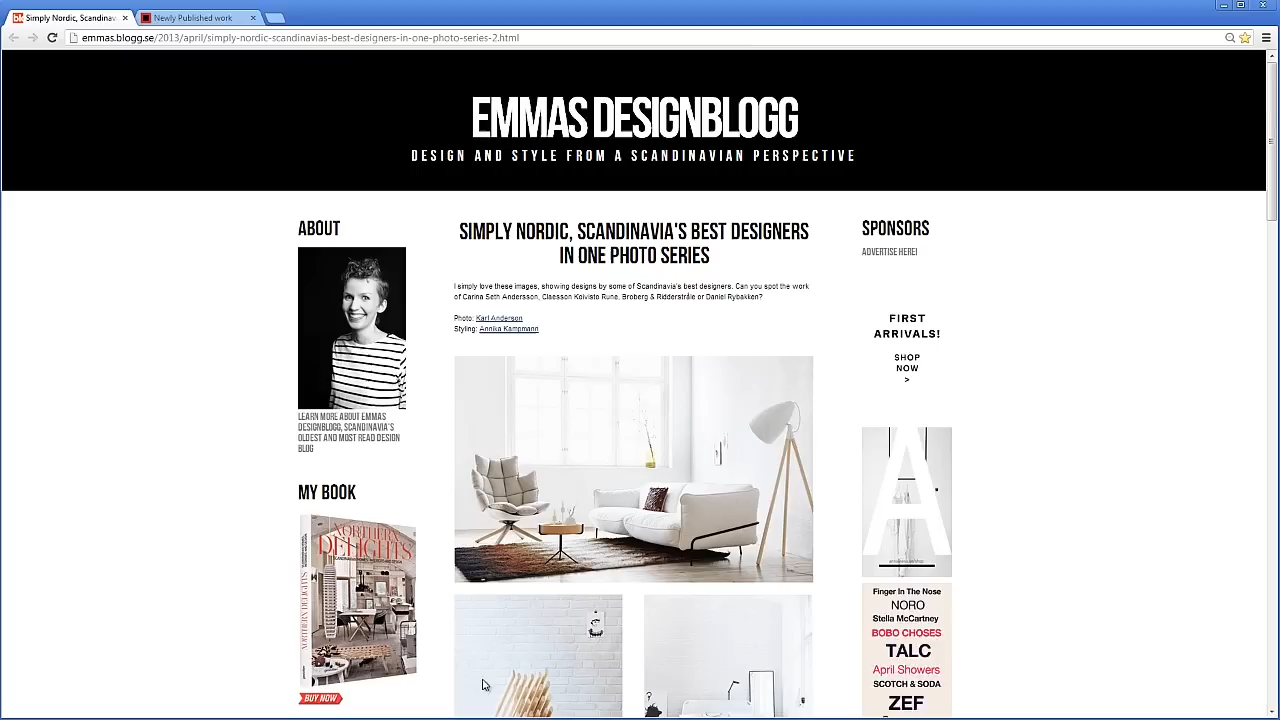 Simply Nordic, Scandinav
Newly Published work
emmas.blogg.se/2013/april/simply-nordic-scandinavias-best-designers-in-one-photo-series-2.html
EMMAS DESIGNBLOGG
DESIGN AND STYLE FROM A SCANDINAVIAN PERSPECTIVE
ABOUT
LEARN MORE ABOUT EMMAS
DESIGNBLOGG, SCANDINAVIA'S
OLDEST AND MOST READ DESIGN
BLOG
MY BOOK
NORTHERN
DELIGHTS
NORTHERN DELIGHTS
BUY NOW
SIMPLY NORDIC, SCANDINAVIA'S BEST DESIGNERS
IN ONE PHOTO SERIES
I simply love these images, showing designs by some of Scandinavia's best designers. Can you spot the work
of Carina Seth Andersson, Claesson Koivisto Rune, Broberg & Ridderstråle or Daniel Rybakken?
Photo: Karl Anderson
Styling: Annika Kampmann
SPONSORS
ADVERTISE HERE!
FIRST
ARRIVALS!
SHOP
NOW
>
A
Finger In The Nose
NORO
Stella McCartney
BOBO CHOSES
TALC
April Showers
SCOTCH & SODA
ZEF